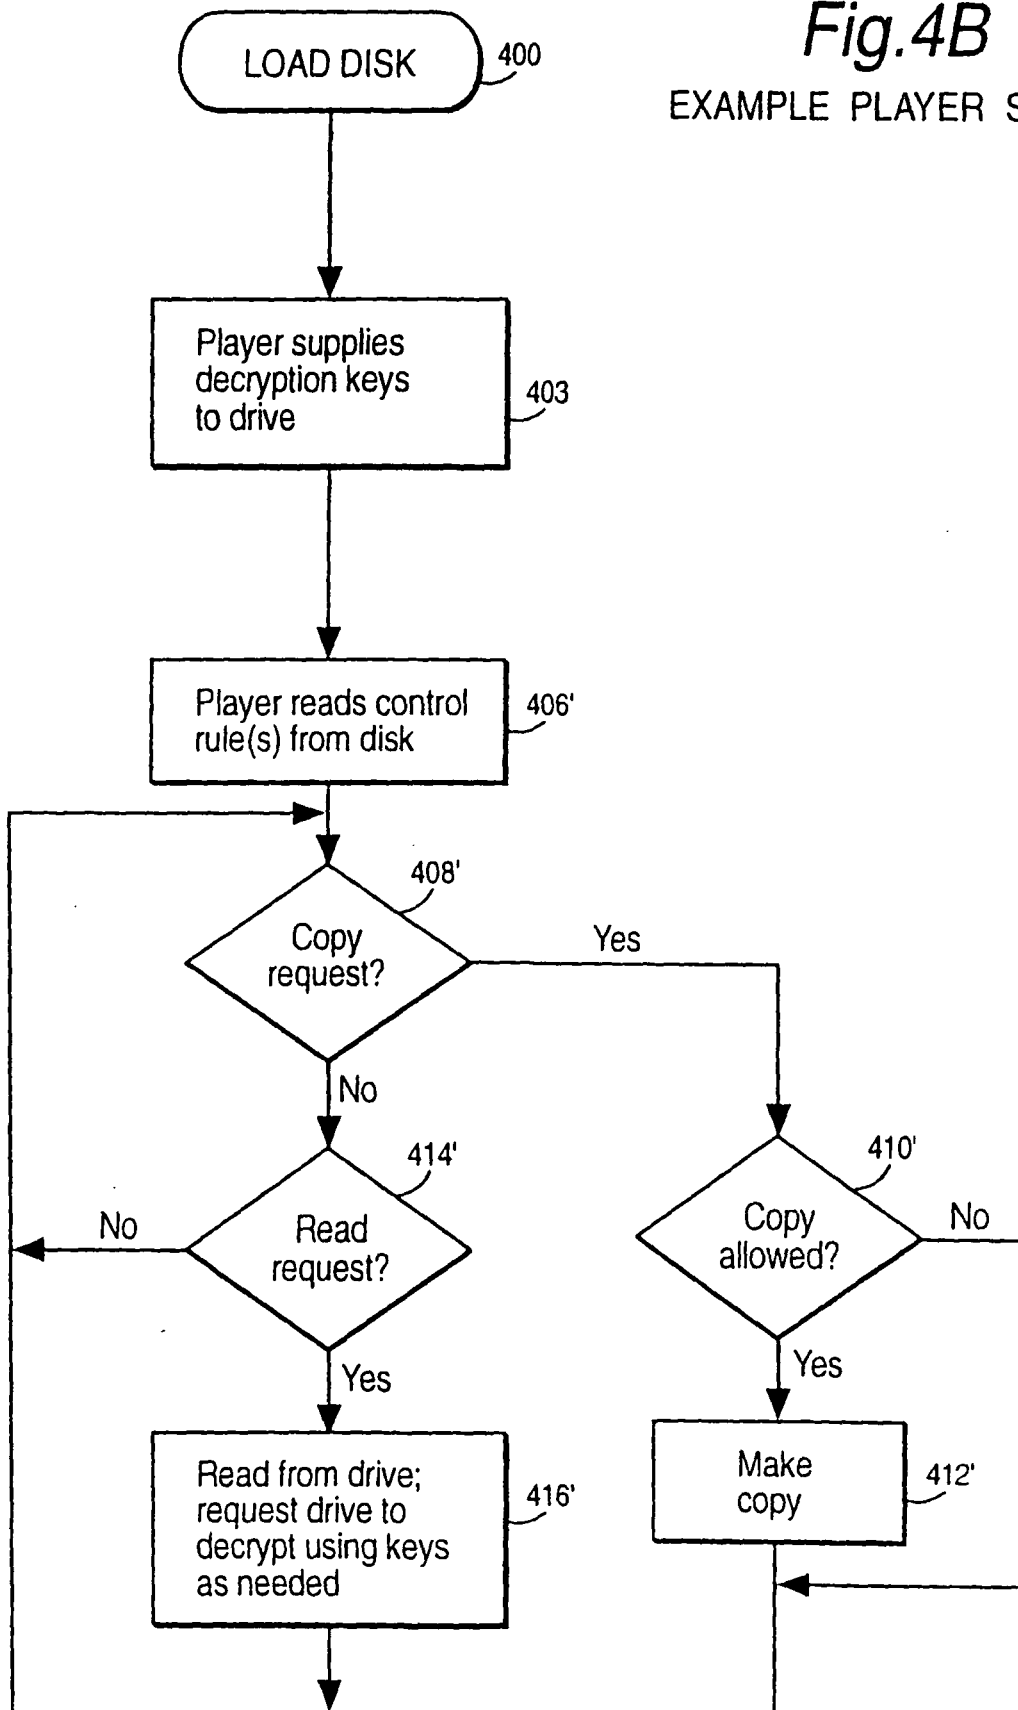 Fig.4B
EXAMPLE PLAYER
LOAD DISK
400
Player supplies
decryption keys
to drive
403
Player reads control
rule(s) from disk
406'
408'
Copy
request?
Yes
No
414'
Read
request?
No
Yes
410'
Copy
allowed?
No
Yes
Read from drive;
request drive to
decrypt using keys
as needed
416'
Make
copy
412'